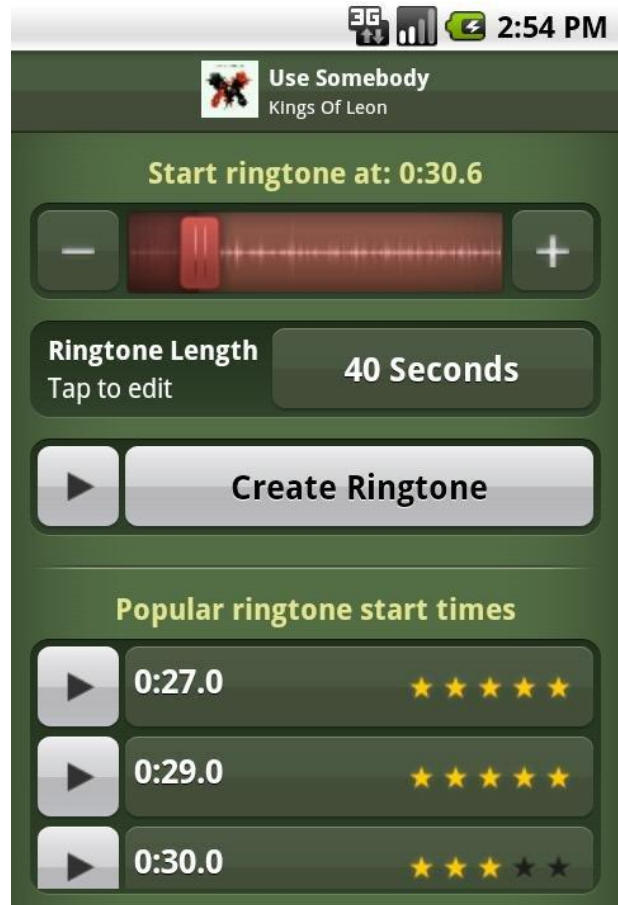 3G 2:54 PM
Use Somebody
Kings Of Leon
Start ringtone at: 0:30.6
Ringtone Length
Tap to edit
40 Seconds
Create Ringtone
Popular ringtone start times
0:27.0
0:29.0
0:30.0